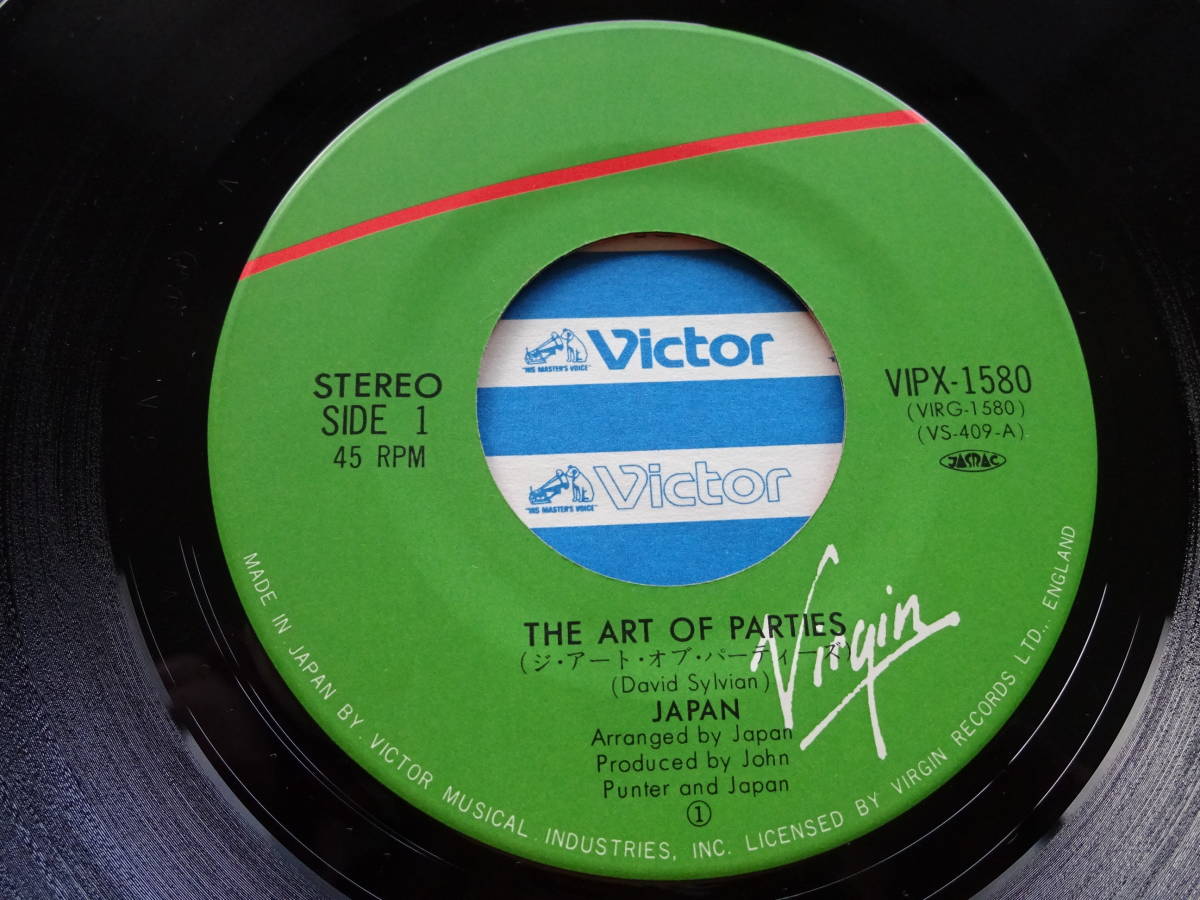 "HIS MASTER'S VOICE" Victor
STEREO
SIDE 1
45 RPM
VIPX-1580
(VIRG-1580)
(VS-409-A)
JASRAC
"HIS MASTER'S VOICE" Victor
THE ART OF PARTIES
(ジ・アート・オブ・パーティーズ)
(David Sylvian)
Virgin
JAPAN
Arranged by Japan
Produced by John
Punter and Japan
①
MADE IN JAPAN BY VICTOR MUSICAL INDUSTRIES, INC. LICENSED BY VIRGIN RECORDS LTD., ENGLAND